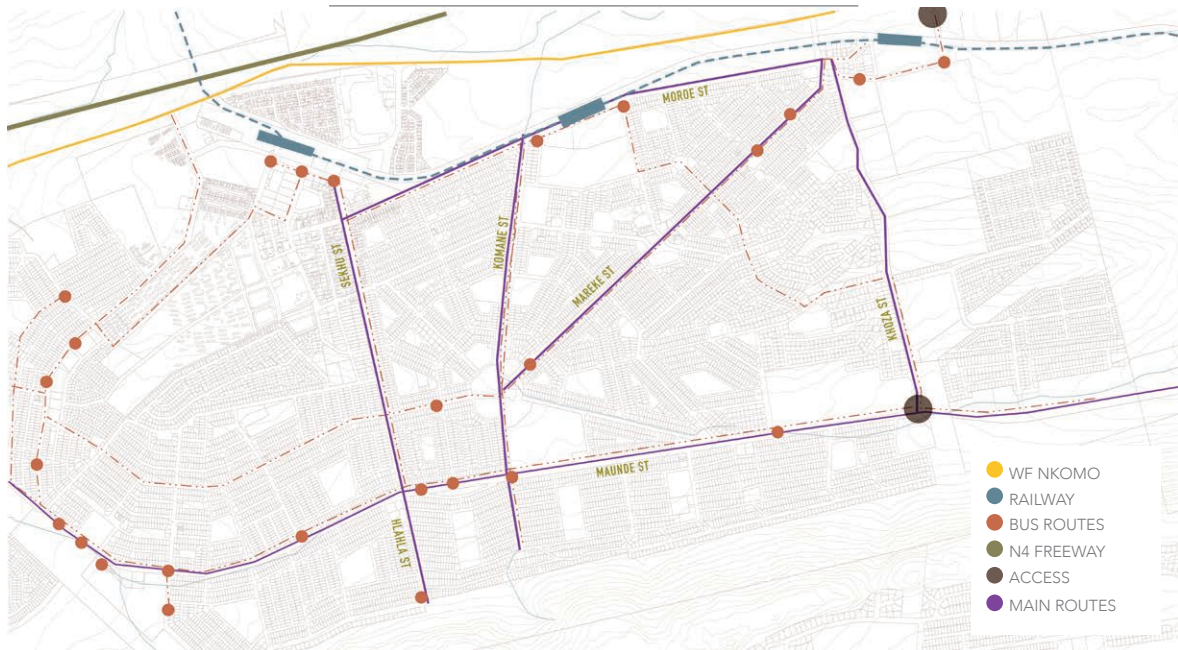 MOROE ST
KOMANE ST
SEKHU ST
MAREKE ST
KHOZA ST
MAUNDE ST
HLAHLA ST
WF NKOMO
RAILWAY
BUS ROUTES
N4 FREEWAY
ACCESS
MAIN ROUTES